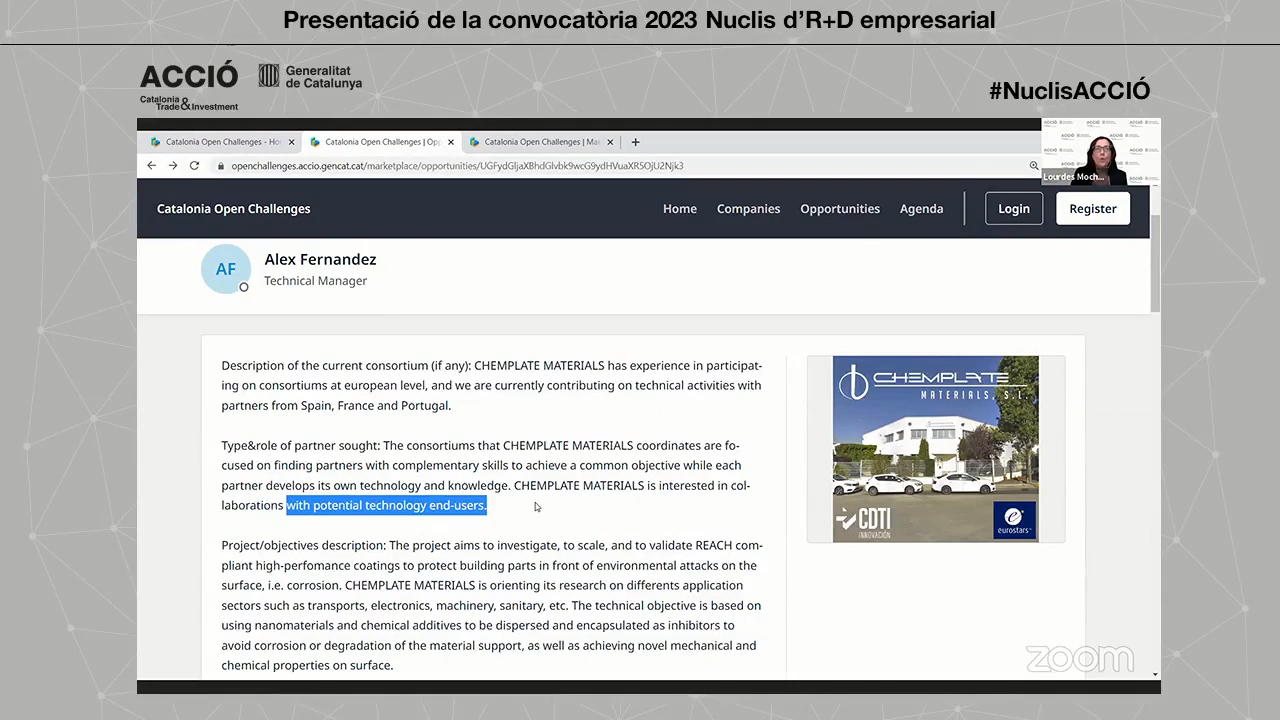 Presentació de la convocatòria 2023 Nuclis d'R+D empresarial
ACCIÓ
Catalonia
Trade & Investment
Generalitat
de Catalunya
#NuclisACCIÓ
Catalonia Open Challenges - Ho
Catalonia Open Challenges
Catalonia Open Challenges | Ma
Lourdes Moch...
Catalonia Open Challenges
Home
Companies
Opportunities
Agenda
Login
Register
AF
Alex Fernandez
Technical Manager
Description of the current consortium (if any): CHEMPLATE MATERIALS has experience in participat-
ing in consortiums at european level, and we are currently contributing on technical activities with
partners from Spain, France and Portugal.
Type&role of partner sought: The consortiums that CHEMPLATE MATERIALS coordinates are fo-
cused on finding partners with complementary skills to achieve a common objective while each
partner develops its own technology and knowledge. CHEMPLATE MATERIALS is interested in col-
laborations with potential technology end-users.
Project/objectives description: The project aims to investigate, to scale, and to validate REACH com-
pliant high-perfomance coatings to protect building parts in front of environmental attacks on the
surface, i.e. corrosion. CHEMPLATE MATERIALS is orienting its research on differents application
sectors such as transports, electronics, machinery, sanitary, etc. The technical objective is based on
using nanomaterials and chemical additives to be dispersed and encapsulated as inhibitors to
avoid corrosion or degradation of the material support, as well as achieving novel mechanical and
chemical properties on surface.
CHEMPLATE
MATERIALS, S.L.
CDTI
INNOVACIÓN
eurostars
zoom